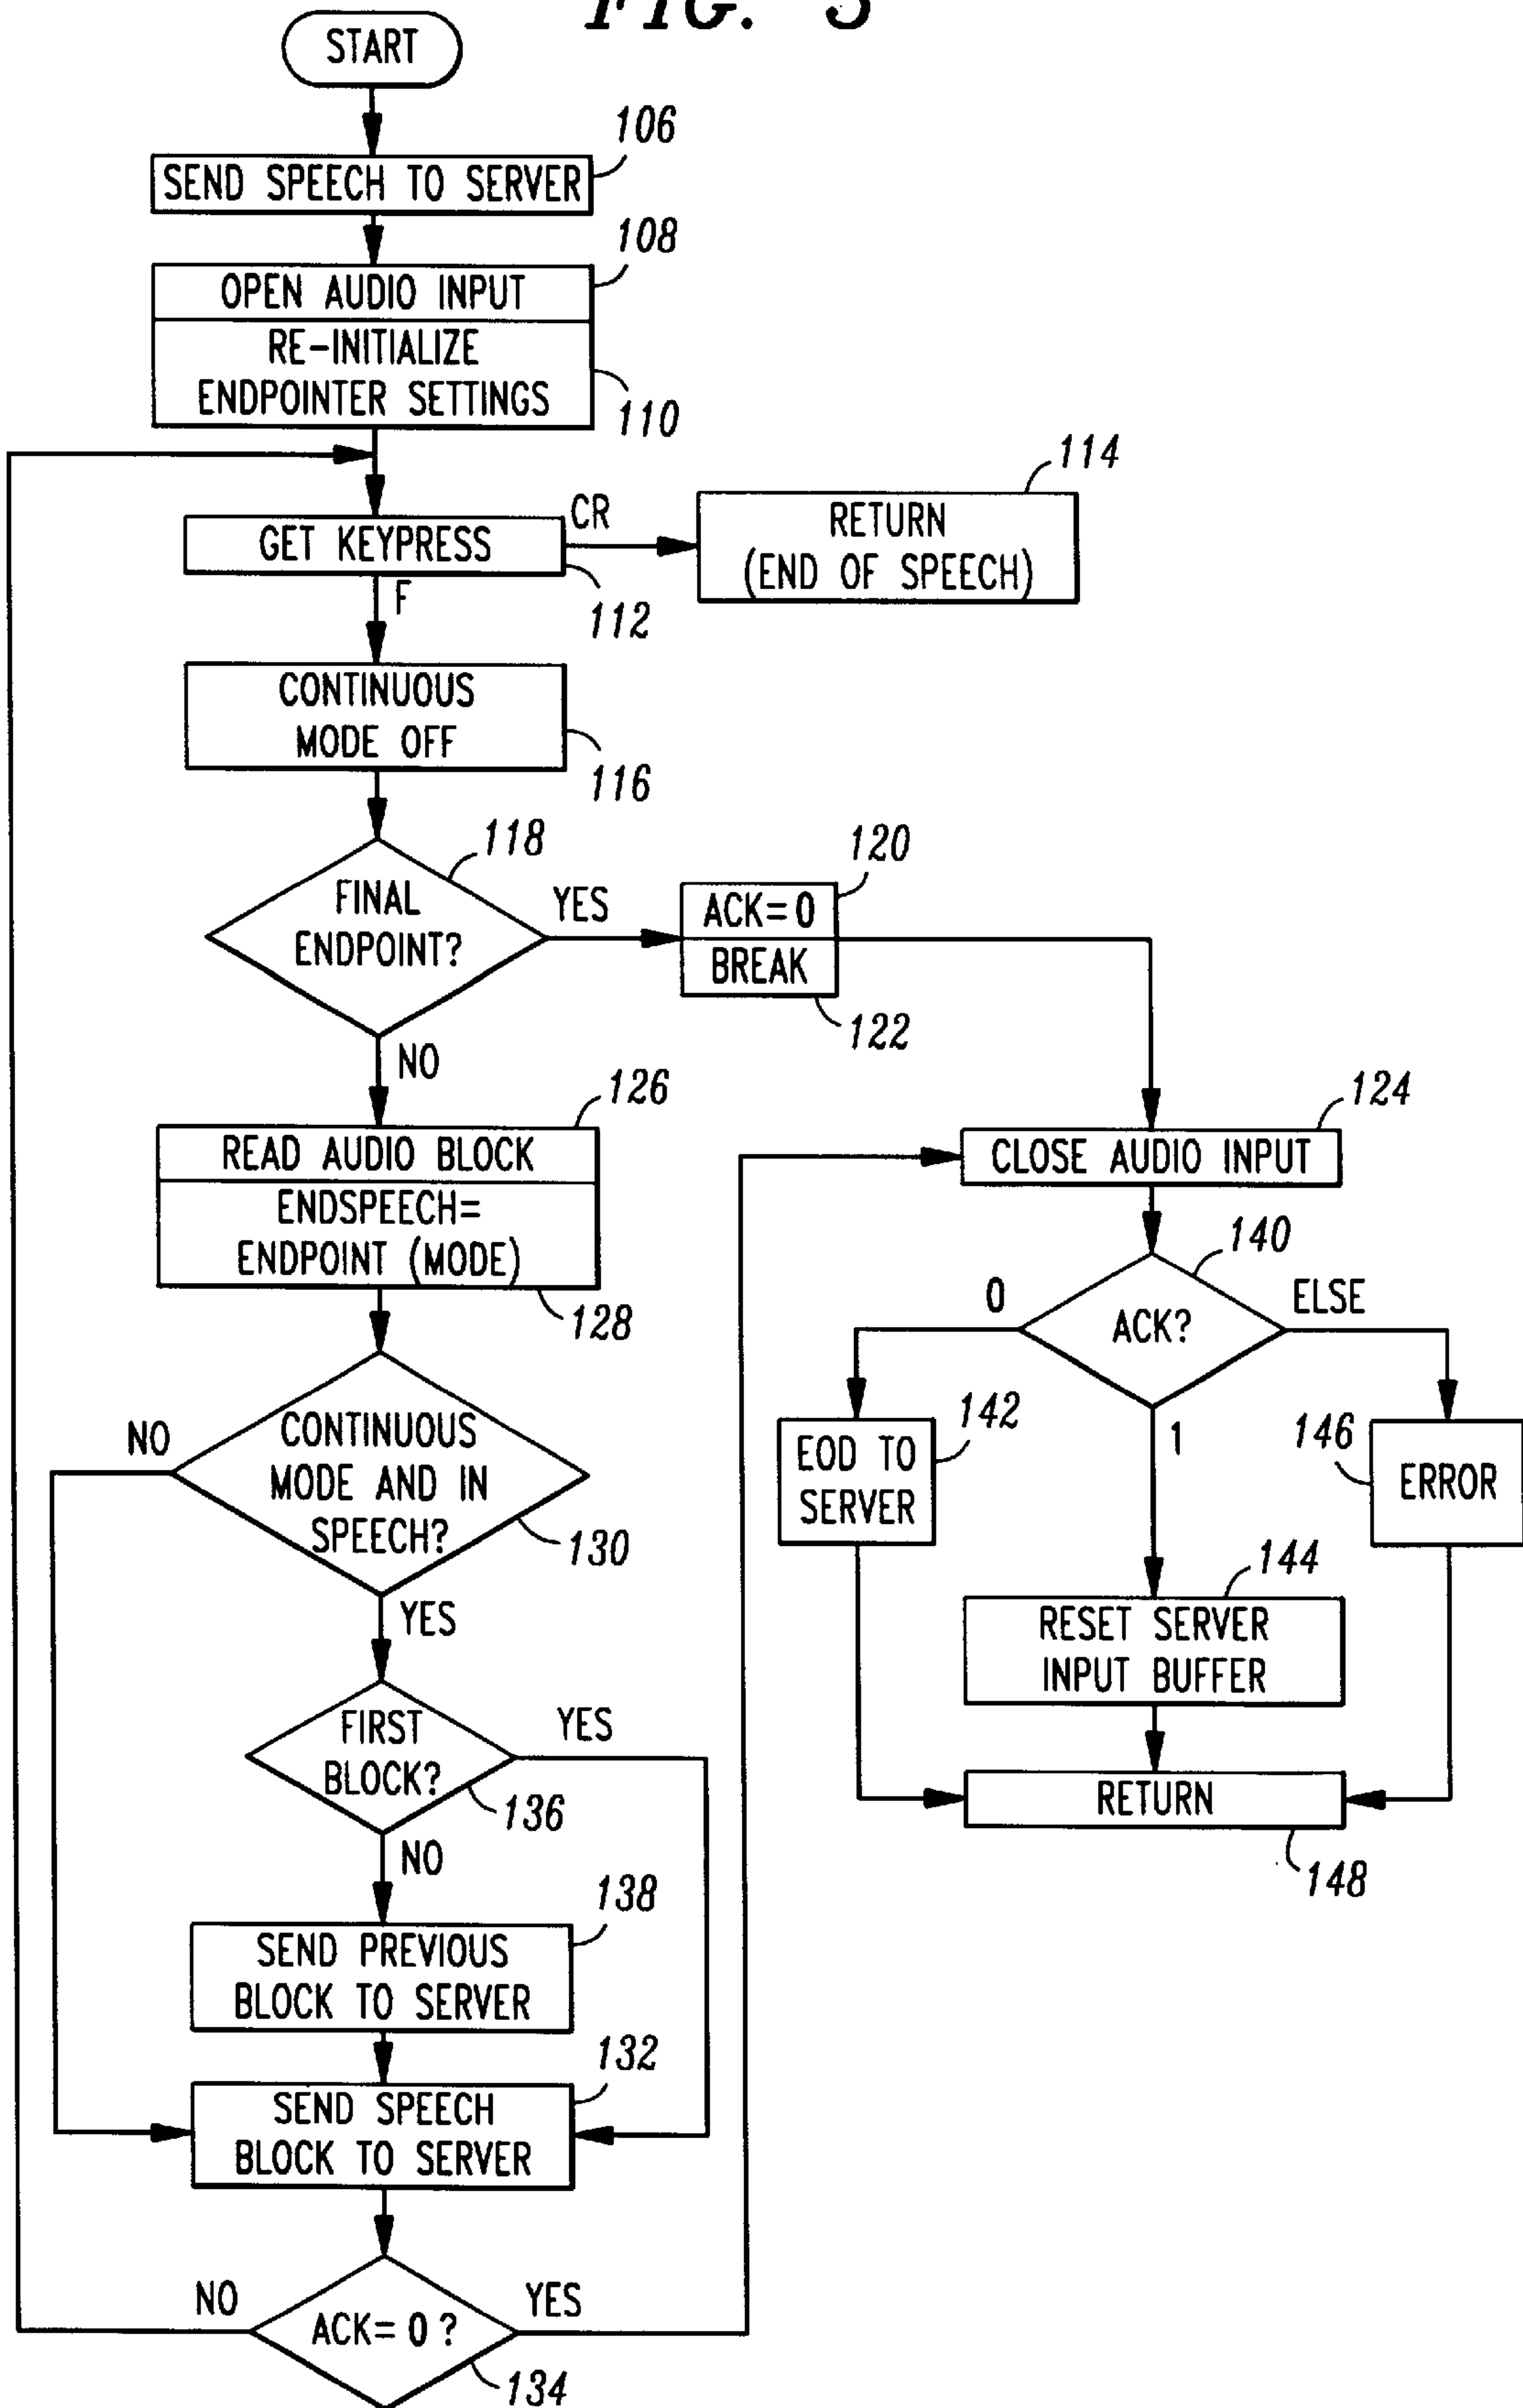 FIG. 3
START
106
SEND SPEECH TO SERVER
108
OPEN AUDIO INPUT
RE-INITIALIZE
ENDPOINTER SETTINGS
110
114
CR
GET KEYPRESS
RETURN
(END OF SPEECH)
F
112
CONTINUOUS
MODE OFF
116
118
120
FINAL
ENDPOINT?
YES
ACK=0
BREAK
122
NO
126
124
READ AUDIO BLOCK
CLOSE AUDIO INPUT
ENDSPEECH=
ENDPOINT (MODE)
128
140
0
ELSE
ACK?
NO
CONTINUOUS
MODE AND IN
SPEECH?
130
142
1
146
EOD TO
SERVER
ERROR
YES
144
RESET SERVER
INPUT BUFFER
FIRST
BLOCK?
YES
136
RETURN
148
NO
138
SEND PREVIOUS
BLOCK TO SERVER
132
SEND SPEECH
BLOCK TO SERVER
NO
ACK=0?
YES
134